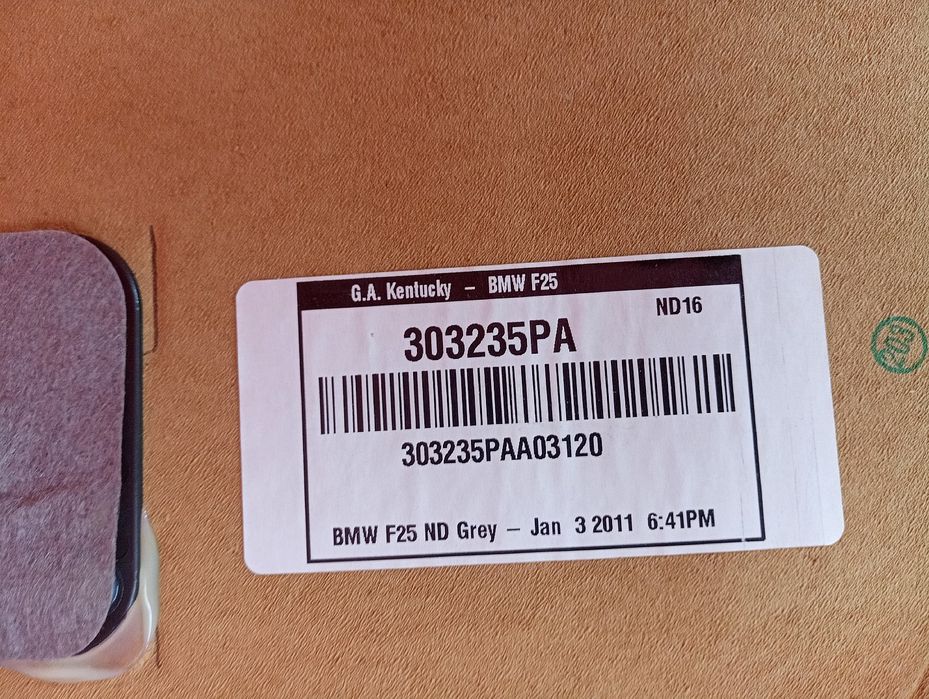 G.A. Kentucky – BMW F25
ND16
303235PA
303235PAA03120
BMW F25 ND Grey – Jan 3 2011 6:41PM